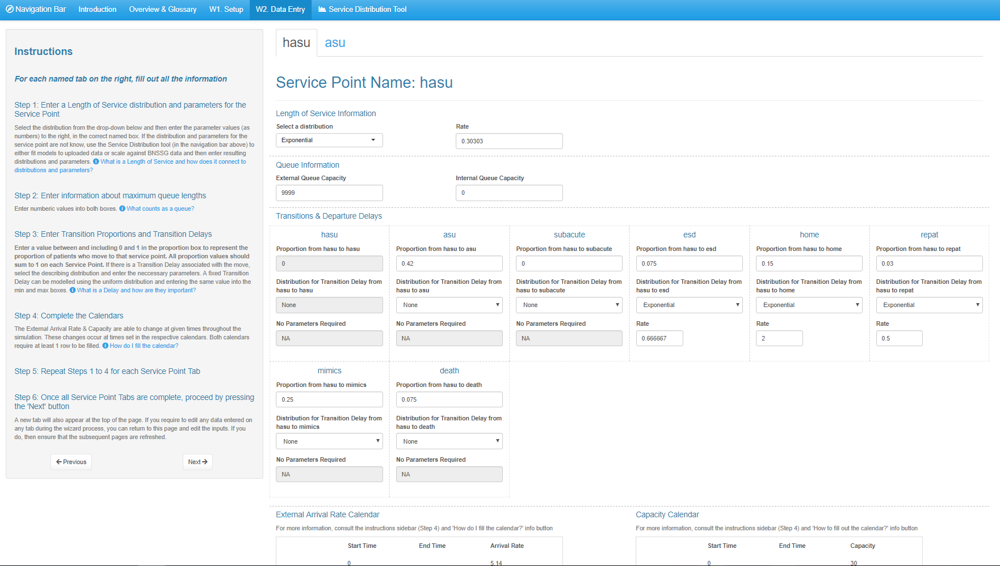 Navigation Bar Introduction Overview & Glossary W1. Setup W2. Data Entry Service Distribution Tool
Instructions
For each named tab on the right, fill out all the information
Step 1: Enter a Length of Service distribution and parameters for the
Service Point
Select the distribution from the drop-down below and then enter the parameter values (as
numbers) to the right, in the correct named box. If the distribution and parameters for the
service point are not know, use the Service Distribution tool (in the navigation bar above) to
either fit models to uploaded data or scale against BNSSG data and then enter resulting
distributions and parameters. What is a Length of Service and how does it connect to
distributions and parameters?
Step 2: Enter information about maximum queue lengths
Enter numberic values into both boxes. What counts as a queue?
Step 3: Enter Transition Proportions and Transition Delays
Enter a value between and including 0 and 1 in the proportion box to represent the
proportion of patients who move to that service point. All proportion values should
sum to 1 on each Service Point. If there is a Transition Delay associated with the move,
select the describing distribution and enter the neccessary parameters. A fixed Transition
Delay can be modelled using the uniform distribution and entering the same value into the
min and max boxes. What is a Delay and how are they important?
Step 4: Complete the Calendars
The External Arrival Rate & Capacity are able to change at given times throughout the
simulation. These changes occur at times set in the respective calendars. Both calendars
require at least 1 row to be filled. How do I fill the calendar?
Step 5: Repeat Steps 1 to 4 for each Service Point Tab
Step 6: Once all Service Point Tabs are complete, proceed by pressing
the 'Next' button
A new tab will also appear at the top of the page. If you require to edit any data entered on
any tab during the wizard process, you can return to this page and edit the inputs. If you
do, then ensure that the subsequent pages are refreshed.
Previous Next
hasu asu
Service Point Name: hasu
Length of Service Information
Select a distribution Rate
Exponential 0.30303
Queue Information
External Queue Capacity Internal Queue Capacity
9999 0
Transitions & Departure Delays
hasu asu subacute esd home repat
Proportion from hasu to hasu Proportion from hasu to asu Proportion from hasu to subacute Proportion from hasu to esd Proportion from hasu to home Proportion from hasu to repat
0 0.42 0 0.075 0.15 0.03
Distribution for Transition Delay from Distribution for Transition Delay from Distribution for Transition Delay from Distribution for Transition Delay from Distribution for Transition Delay from Distribution for Transition Delay from
hasu to hasu hasu to asu hasu to subacute hasu to esd hasu to home hasu to repat
None None None Exponential Exponential Exponential
No Parameters Required No Parameters Required No Parameters Required Rate Rate Rate
NA NA NA 0.666667 2 0.5
mimics death
Proportion from hasu to mimics Proportion from hasu to death
0.25 0.075
Distribution for Transition Delay from Distribution for Transition Delay from
hasu to mimics hasu to death
None None
No Parameters Required No Parameters Required
NA NA
External Arrival Rate Calendar Capacity Calendar
For more information, consult the instructions sidebar (Step 4) and 'How do I fill the calendar?' info button For more information, consult the instructions sidebar (Step 4) and 'How to fill out the calendar?' info button
Start Time End Time Arrival Rate Start Time End Time Capacity
0 5.14 0 30